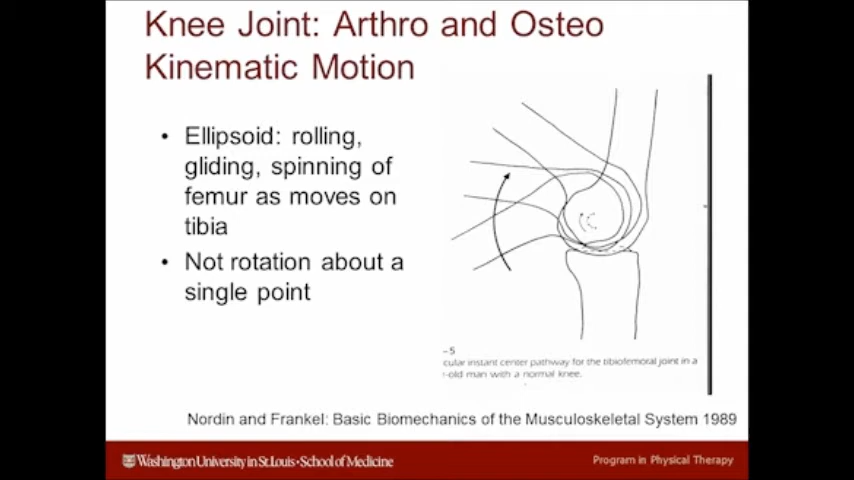 Knee Joint: Arthro and Osteo
Kinematic Motion
• Ellipsoid: rolling,
gliding, spinning of
femur as moves on
tibia
• Not rotation about a
single point
-5
cular instant center pathway for the tibiofemoral joint in a
-old man with a normal knee.
Nordin and Frankel: Basic Biomechanics of the Musculoskeletal System 1989
Washington University in St. Louis • School of Medicine
Program in Physical Therapy